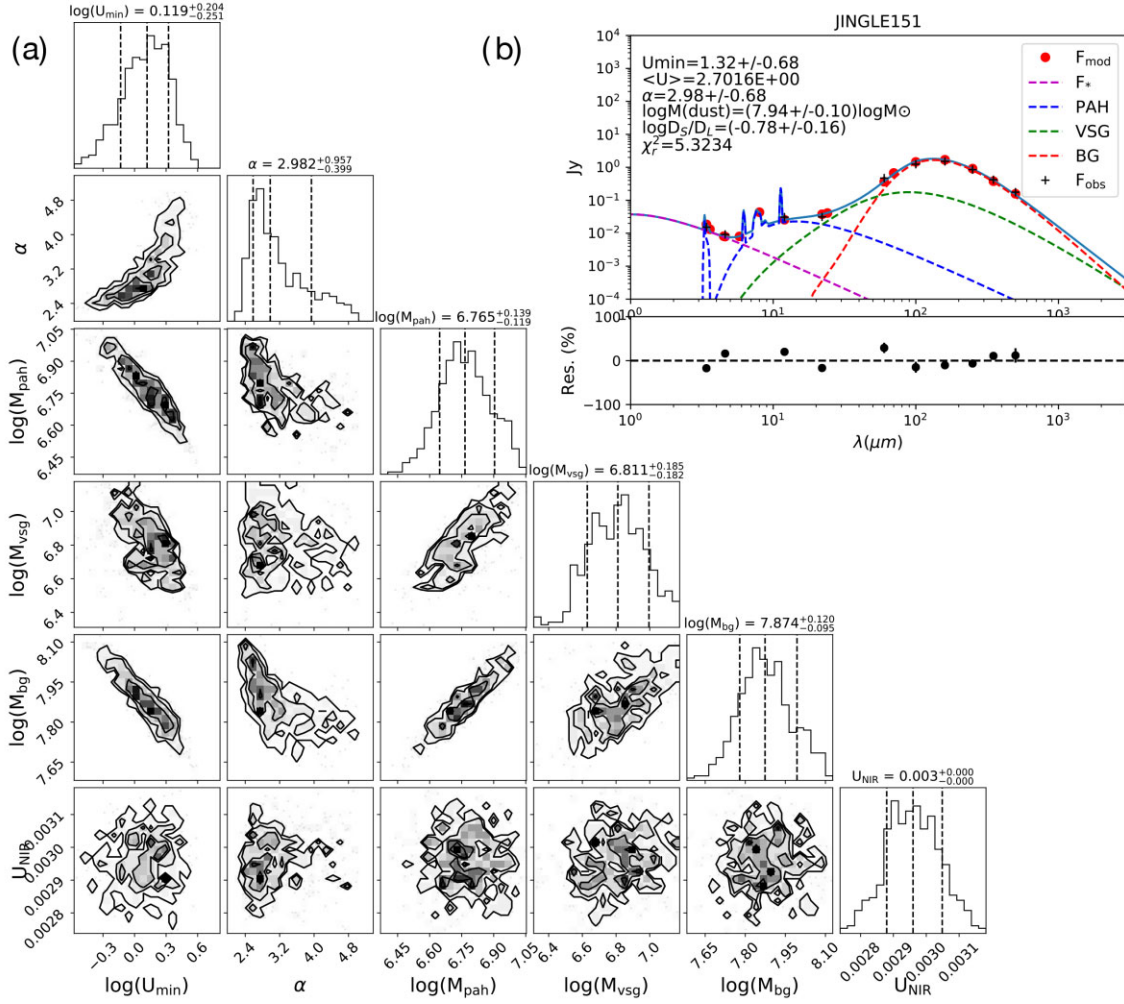 (a)
log(U_min) = 0.119^{+0.204}_{-0.251}
(b)
JINGLE151
Umin=1.32+/-0.68
<U>=2.7016E+00
α=2.98+/-0.68
logM(dust)=(7.94+/-0.10)logM⊙
logD_S/D_L=(-0.78+/-0.16)
χ_r^2=5.3234
F_mod
F_*
PAH
VSG
BG
F_obs
Jy
10^4
10^3
10^2
10^1
10^0
10^{-1}
10^{-2}
10^{-3}
10^{-4}
Res. (%)
100
0
−100
10^0 10^1 10^2 10^3
λ(μm)
α = 2.982^{+0.957}_{-0.399}
α
4.8
4.0
3.2
2.4
log(M_pah) = 6.765^{+0.139}_{-0.119}
log(M_pah)
7.05
6.90
6.75
6.60
6.45
log(M_vsg) = 6.811^{+0.185}_{-0.182}
log(M_vsg)
7.0
6.8
6.6
6.4
log(M_bg) = 7.874^{+0.120}_{-0.095}
log(M_bg)
8.10
7.95
7.80
7.65
U_NIR = 0.003^{+0.000}_{-0.000}
U_NIR
0.0031
0.0030
0.0029
0.0028
−0.3 0.0 0.3 0.6
2.4 3.2 4.0 4.8
6.45 6.60 6.75 6.90 7.05
6.4 6.6 6.8 7.0
7.65 7.80 7.95 8.10
0.0028 0.0029 0.0030 0.0031
log(U_min) α log(M_pah) log(M_vsg) log(M_bg) U_NIR